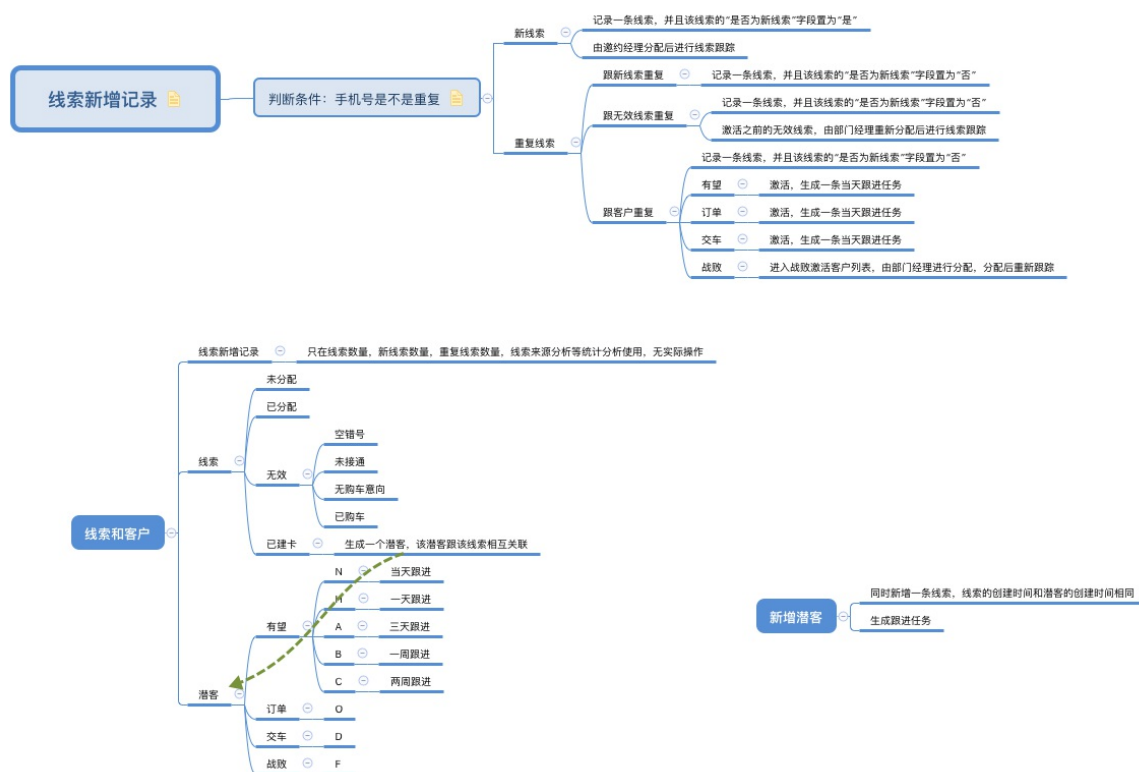 线索新增记录
判断条件：手机号是不是重复
新线索
记录一条线索，并且该线索的“是否为新线索”字段置为“是”
由邀约经理分配后进行线索跟踪
重复线索
跟新线索重复
记录一条线索，并且该线索的“是否为新线索”字段置为“否”
跟无效线索重复
记录一条线索，并且该线索的“是否为新线索”字段置为“否”
激活之前的无效线索，由部门经理重新分配后进行线索跟踪
跟客户重复
记录一条线索，并且该线索的“是否为新线索”字段置为“否”
有望
激活，生成一条当天跟进任务
订单
激活，生成一条当天跟进任务
交车
激活，生成一条当天跟进任务
战败
进入战败激活客户列表，由部门经理进行分配，分配后重新跟踪
线索和客户
线索新增记录
只在线索数量，新线索数量，重复线索数量，线索来源分析等统计分析使用，无实际操作
线索
未分配
已分配
无效
空错号
未接通
无购车意向
已购车
已建卡
生成一个潜客，该潜客跟该线索相互关联
潜客
有望
N
当天跟进
H
一天跟进
A
三天跟进
B
一周跟进
C
两周跟进
订单
O
交车
D
战败
F
新增潜客
同时新增一条线索，线索的创建时间和潜客的创建时间相同
生成跟进任务